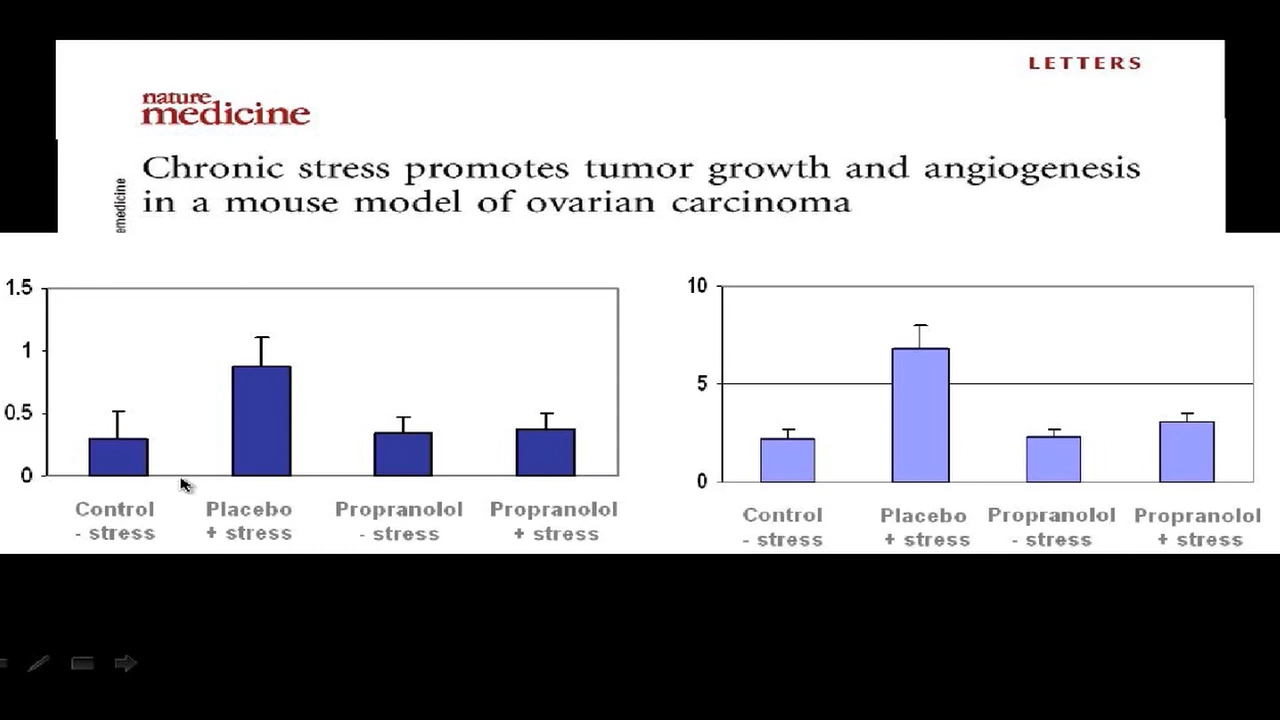 LETTERS
nature
medicine
Chronic stress promotes tumor growth and angiogenesis
in a mouse model of ovarian carcinoma
emedicine
1.5
1
0.5
0
Control
- stress
Placebo
+ stress
Propranolol
- stress
Propranolol
+ stress
10
5
0
Control
- stress
Placebo
+ stress
Propranolol
- stress
Propranolol
+ stress